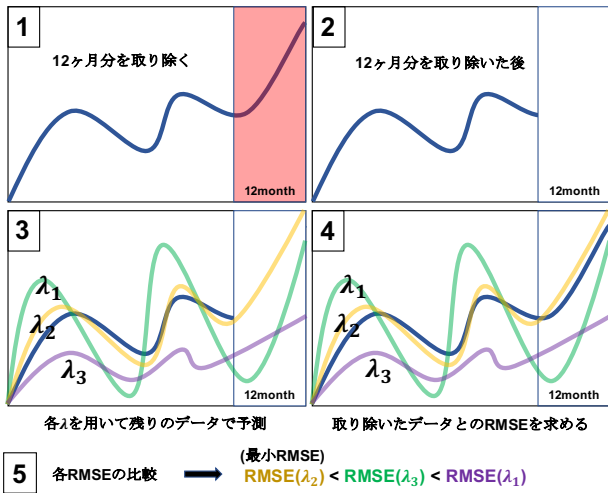 1
12ヶ月分を取り除く
12month
2
12ヶ月分を取り除いた後
12month
3
λ1
λ2
λ3
12month
各λを用いて残りのデータで予測
4
λ1
λ2
λ3
12month
取り除いたデータとのRMSEを求める
5
各RMSEの比較
(最小RMSE)
RMSE(λ2) < RMSE(λ3) < RMSE(λ1)